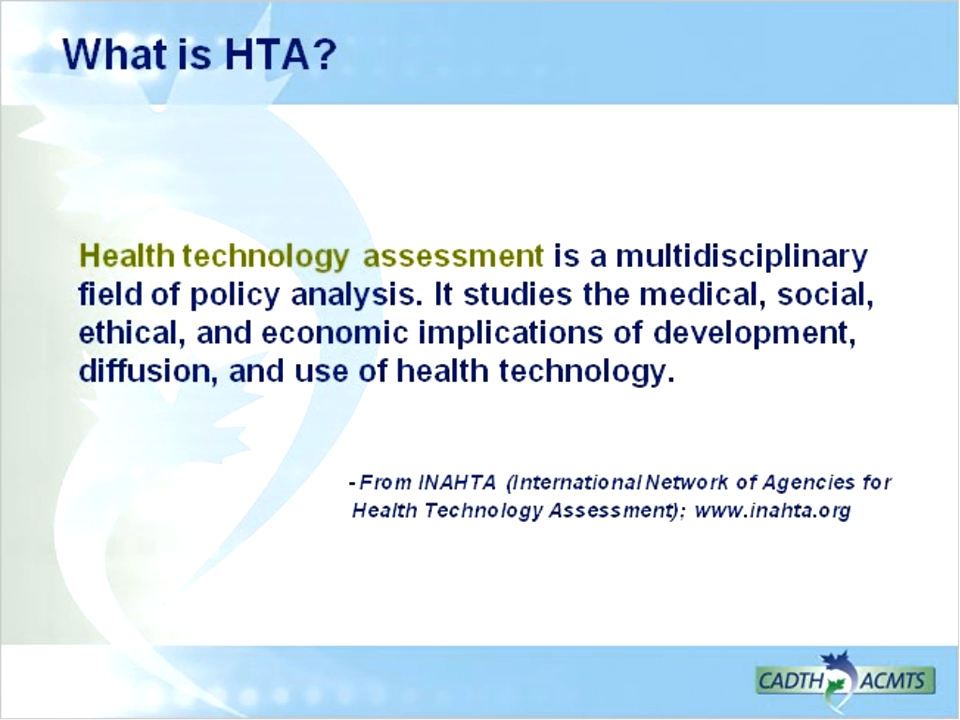 What is HTA?
Health technology assessment is a multidisciplinary
field of policy analysis. It studies the medical, social,
ethical, and economic implications of development,
diffusion, and use of health technology.
- From INAHTA (International Network of Agencies for
Health Technology Assessment); www.inahta.org
CADTH ACMTS